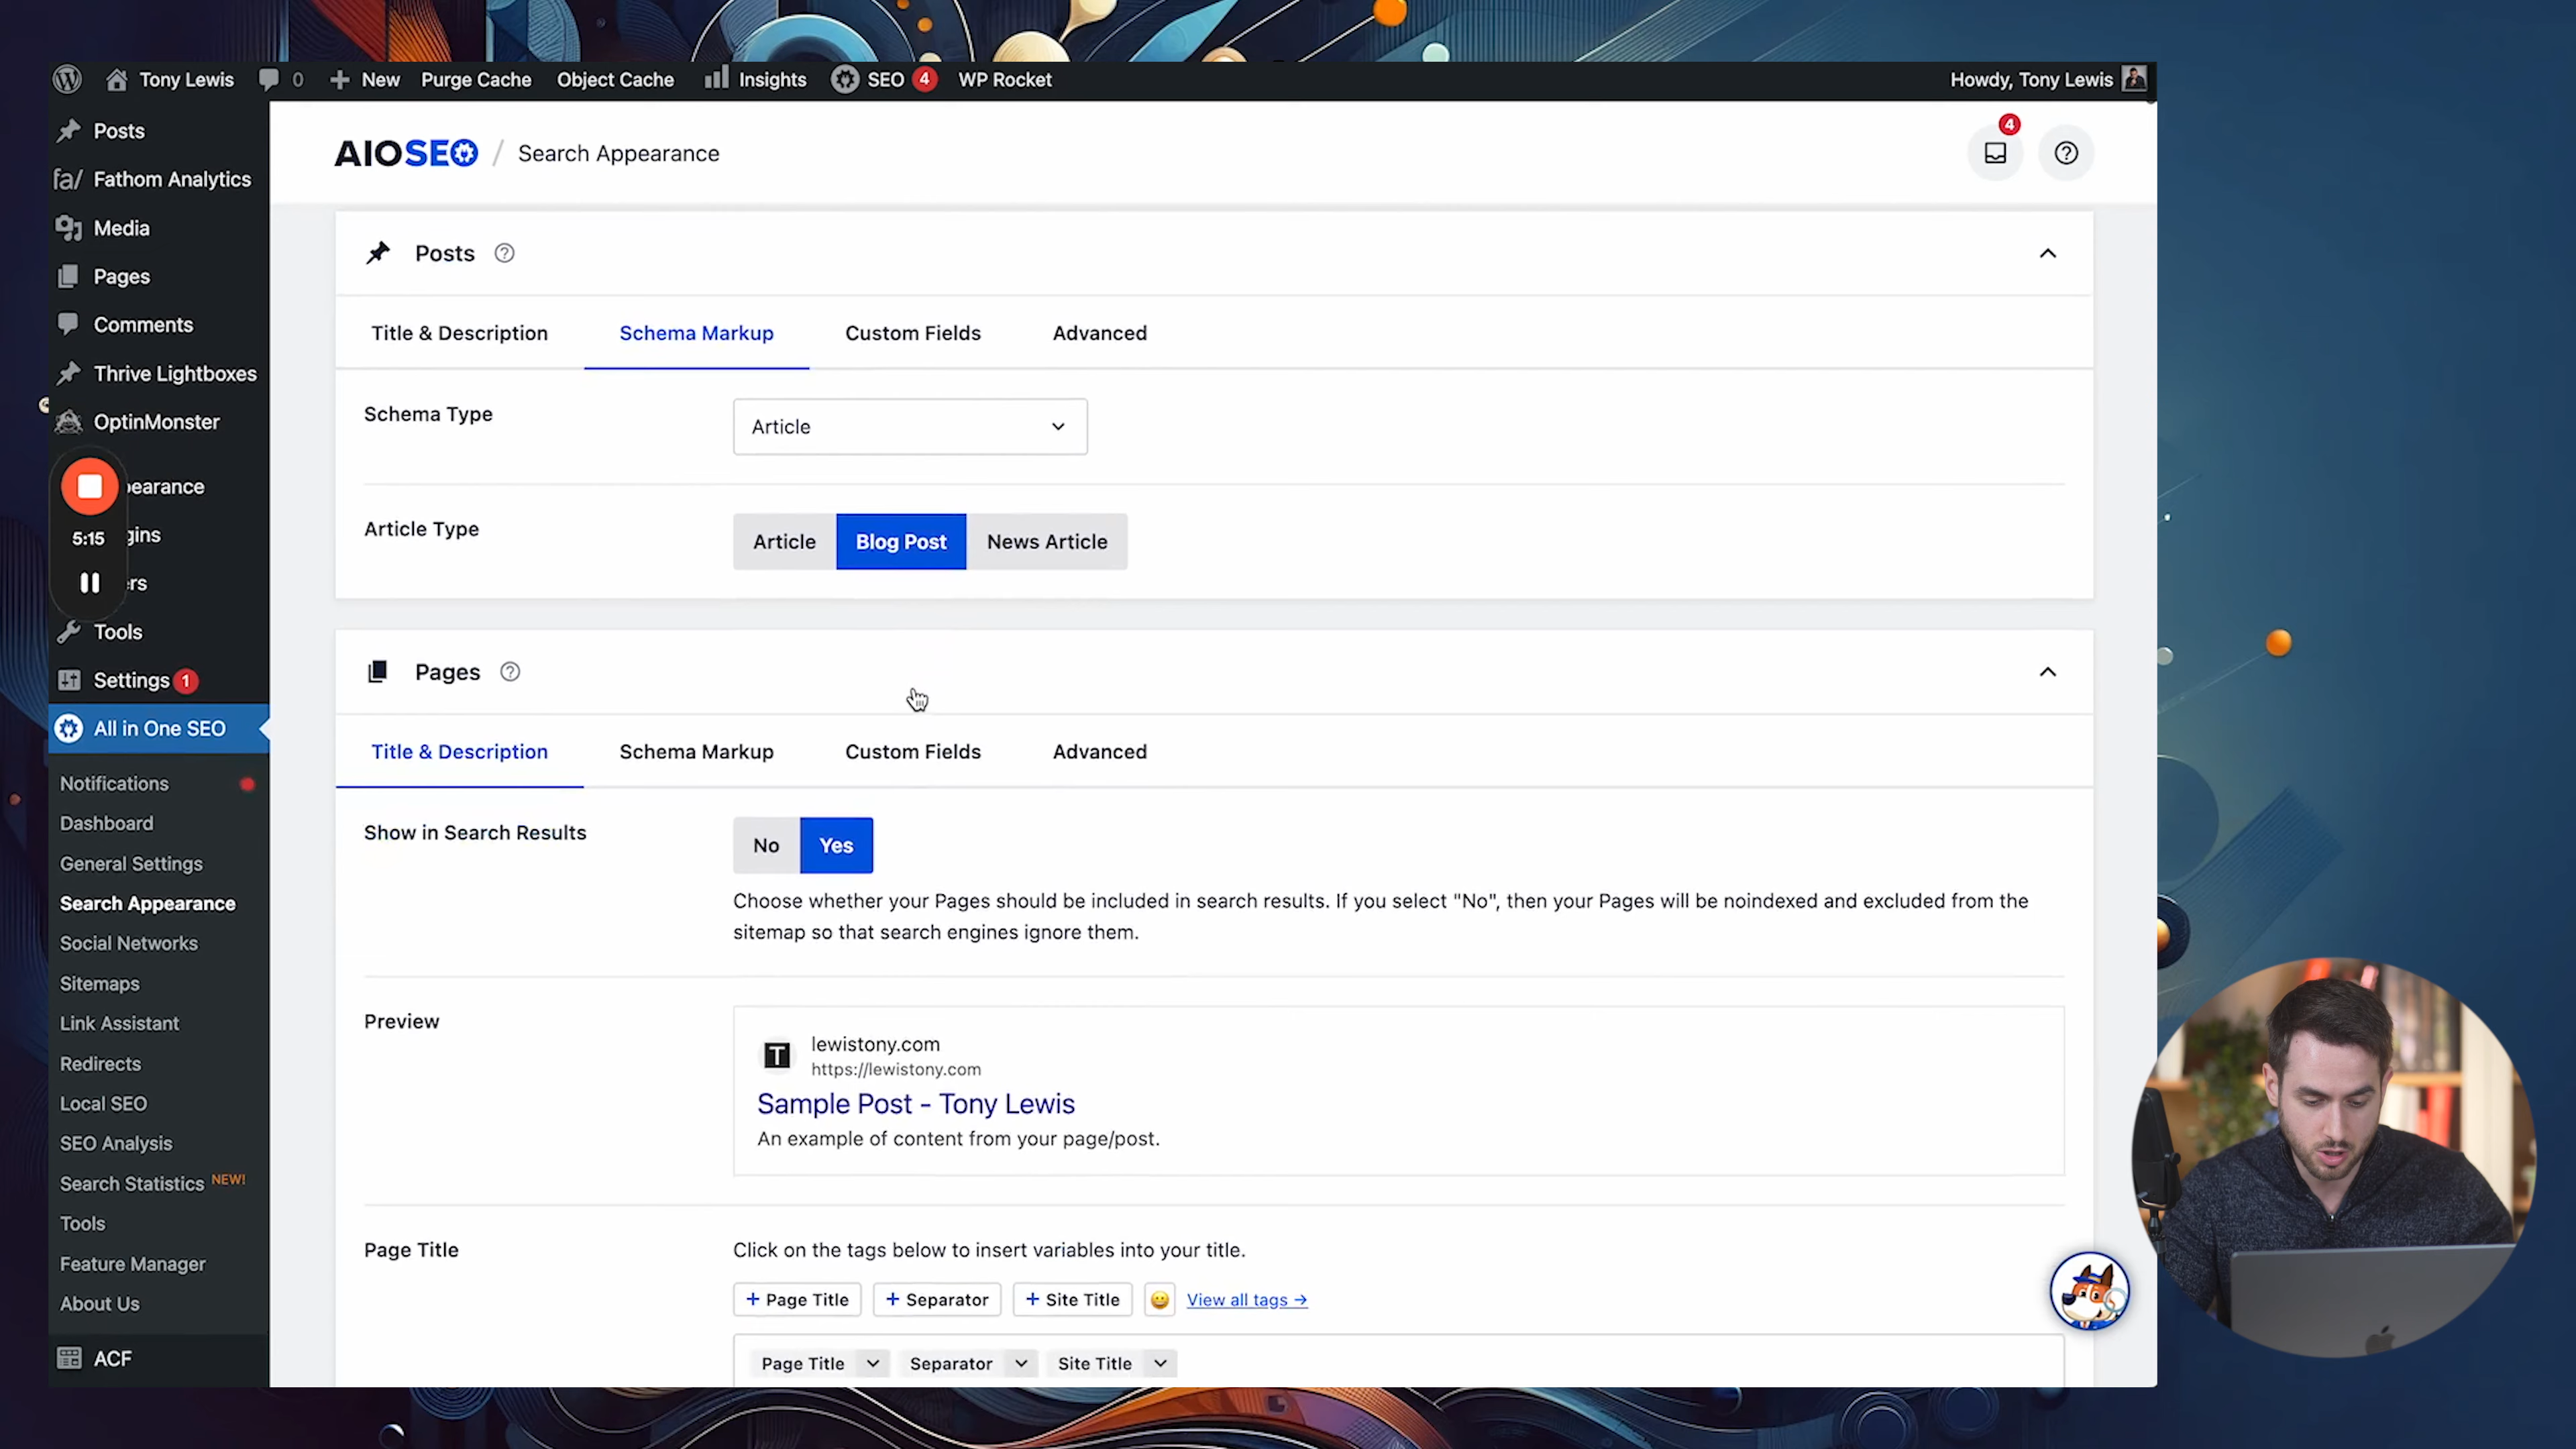 Tony Lewis 0 New Purge Cache Object Cache Insights SEO 4 WP Rocket Howdy, Tony Lewis
Posts
fa/ Fathom Analytics
Media
Pages
Comments
Thrive Lightboxes
OptinMonster
pearance
gins
5:15
rs
Tools
Settings 1
All in One SEO
Notifications
Dashboard
General Settings
Search Appearance
Social Networks
Sitemaps
Link Assistant
Redirects
Local SEO
SEO Analysis
Search Statistics NEW!
Tools
Feature Manager
About Us
ACF
AIOSEO / Search Appearance
4
Posts
Title & Description Schema Markup Custom Fields Advanced
Schema Type Article
Article Type Article Blog Post News Article
Pages
Title & Description Schema Markup Custom Fields Advanced
Show in Search Results No Yes
Choose whether your Pages should be included in search results. If you select "No", then your Pages will be noindexed and excluded from the
sitemap so that search engines ignore them.
Preview
T lewistony.com
https://lewistony.com
Sample Post - Tony Lewis
An example of content from your page/post.
Page Title Click on the tags below to insert variables into your title.
+ Page Title + Separator + Site Title 😀 View all tags →
Page Title Separator Site Title